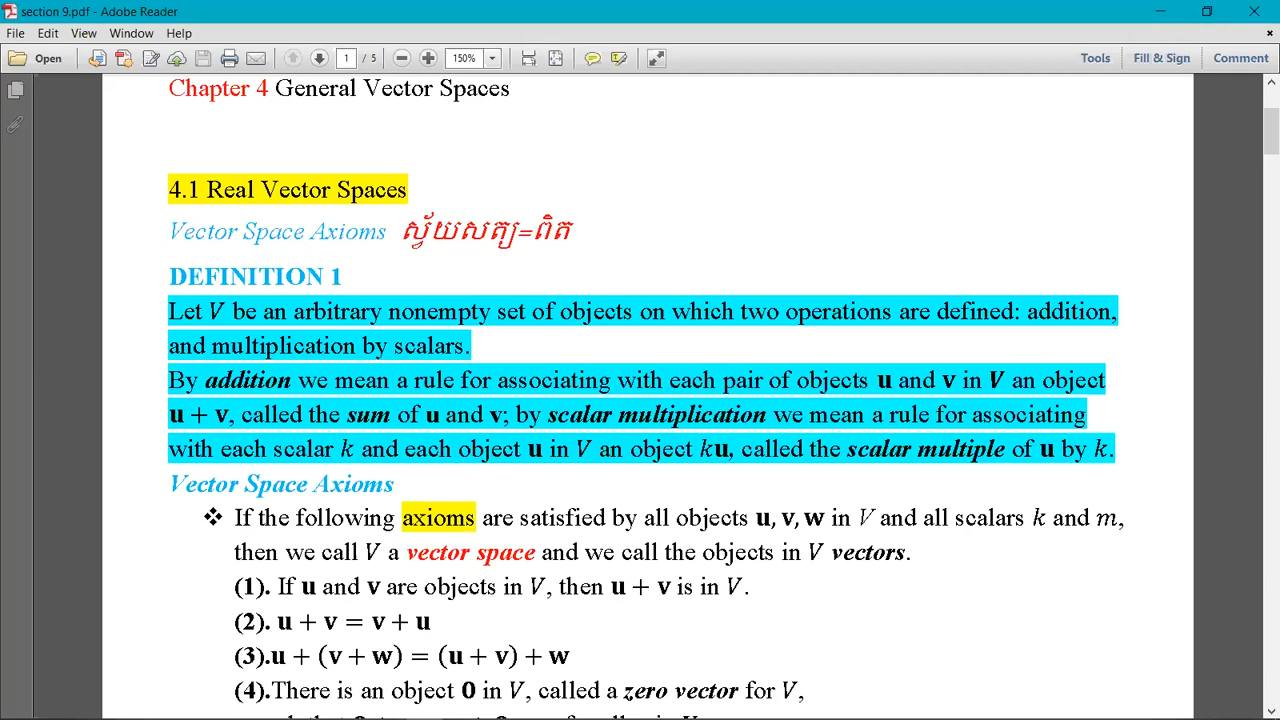 section 9.pdf - Adobe Reader
File Edit View Window Help
Open 1 / 5 150% Tools Fill & Sign Comment
Chapter 4 General Vector Spaces
4.1 Real Vector Spaces
Vector Space Axioms ស្វ័យសត្យ=ពិត
DEFINITION 1
Let V be an arbitrary nonempty set of objects on which two operations are defined: addition,
and multiplication by scalars.
By addition we mean a rule for associating with each pair of objects u and v in V an object
u + v, called the sum of u and v; by scalar multiplication we mean a rule for associating
with each scalar k and each object u in V an object ku, called the scalar multiple of u by k.
Vector Space Axioms
❖ If the following axioms are satisfied by all objects u, v, w in V and all scalars k and m,
then we call V a vector space and we call the objects in V vectors.
(1). If u and v are objects in V, then u + v is in V.
(2). u + v = v + u
(3).u + (v + w) = (u + v) + w
(4).There is an object 0 in V, called a zero vector for V,